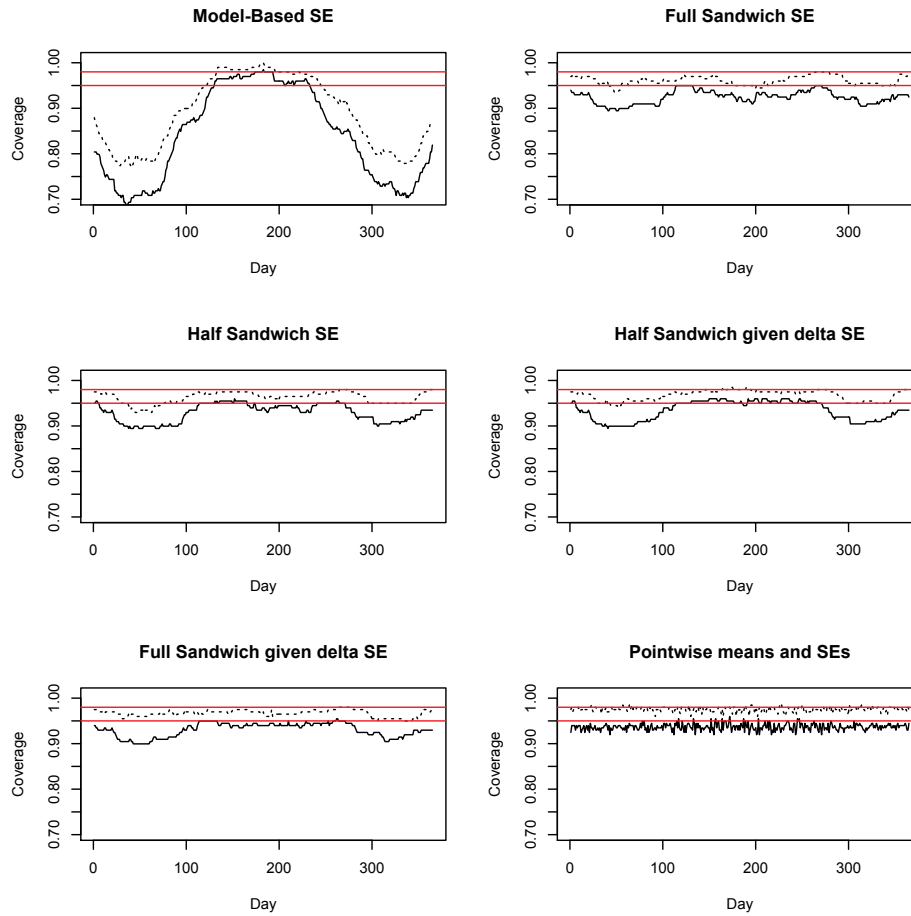 Model-Based SE
Coverage
0.70 0.80 0.90 1.00
0 100 200 300
Day
Full Sandwich SE
Coverage
0.70 0.80 0.90 1.00
0 100 200 300
Day
Half Sandwich SE
Coverage
0.70 0.80 0.90 1.00
0 100 200 300
Day
Half Sandwich given delta SE
Coverage
0.70 0.80 0.90 1.00
0 100 200 300
Day
Full Sandwich given delta SE
Coverage
0.70 0.80 0.90 1.00
0 100 200 300
Day
Pointwise means and SEs
Coverage
0.70 0.80 0.90 1.00
0 100 200 300
Day